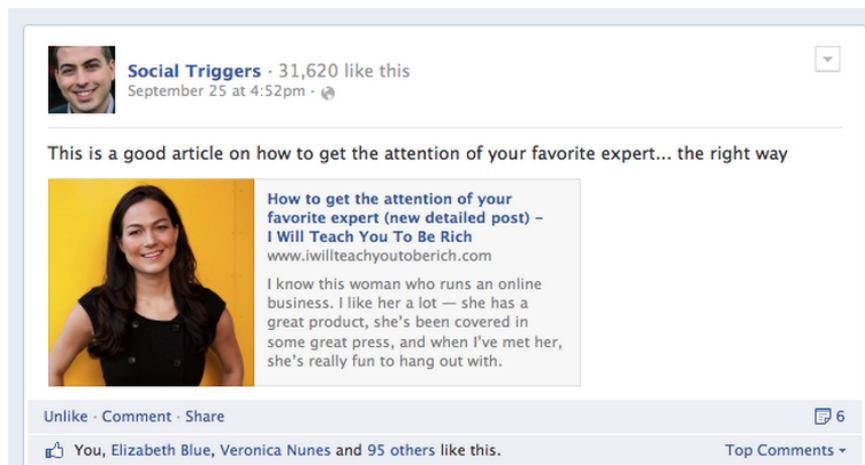 Social Triggers · 31,620 like this
September 25 at 4:52pm ·
This is a good article on how to get the attention of your favorite expert... the right way
How to get the attention of your
favorite expert (new detailed post) –
I Will Teach You To Be Rich
www.iwillteachyoutoberich.com
I know this woman who runs an online
business. I like her a lot — she has a
great product, she's been covered in
some great press, and when I've met her,
she's really fun to hang out with.
Unlike · Comment · Share
6
You, Elizabeth Blue, Veronica Nunes and 95 others like this.
Top Comments